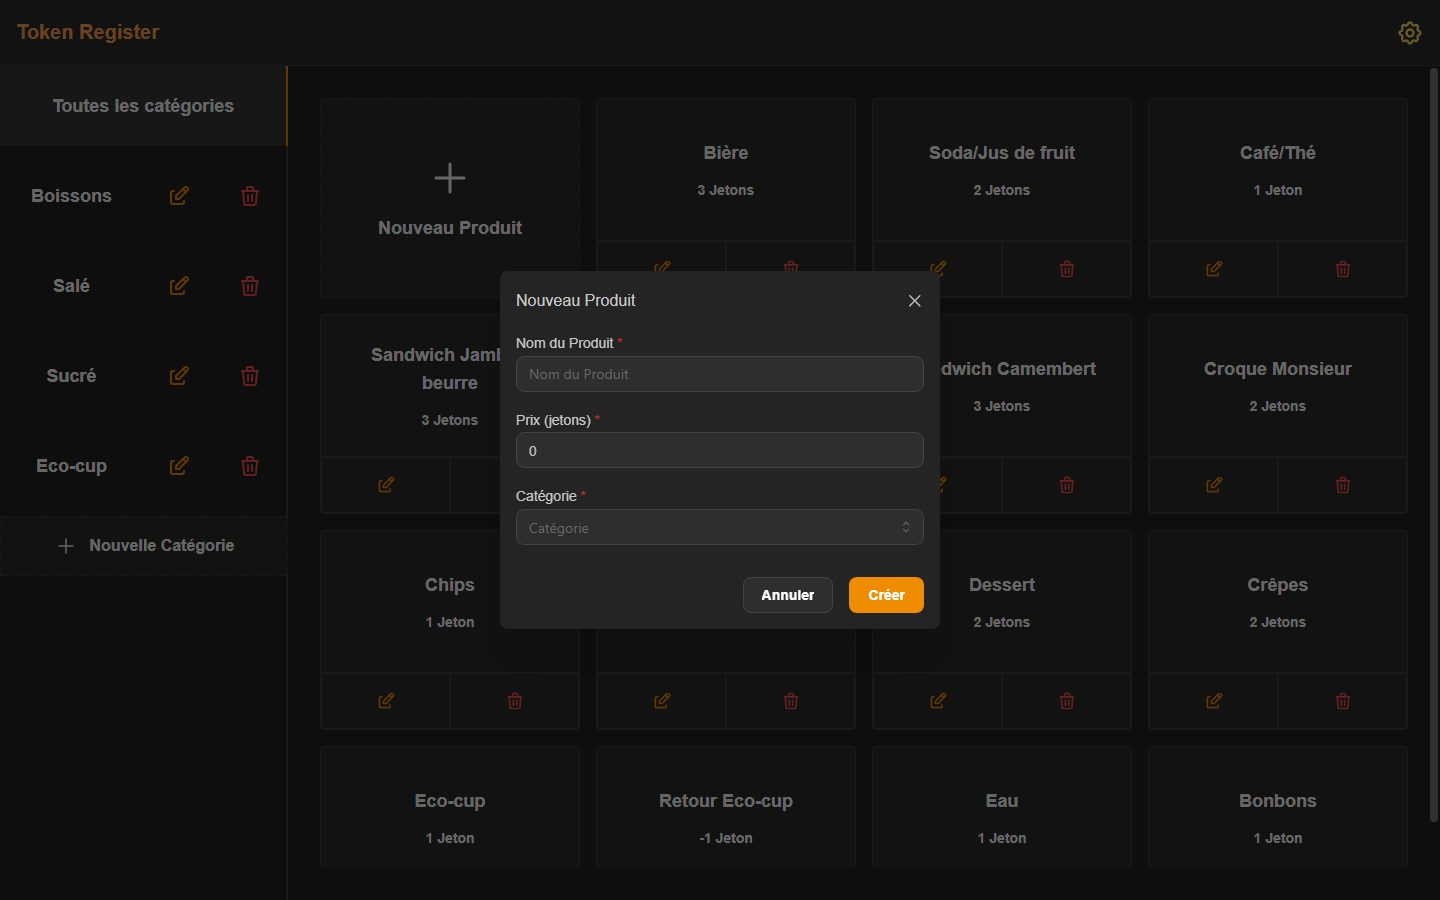 Token Register
Toutes les catégories
Boissons
Salé
Sucré
Eco-cup
Nouvelle Catégorie
Nouveau Produit
Bière
3 Jetons
Soda/Jus de fruit
2 Jetons
Café/Thé
1 Jeton
Sandwich Jamb
beurre
3 Jetons
dwich Camembert
3 Jetons
Croque Monsieur
2 Jetons
Chips
1 Jeton
Dessert
2 Jetons
Crêpes
2 Jetons
Eco-cup
1 Jeton
Retour Eco-cup
-1 Jeton
Eau
1 Jeton
Bonbons
1 Jeton
Nouveau Produit
Nom du Produit *
Nom du Produit
Prix (jetons) *
0
Catégorie *
Catégorie
Annuler
Créer